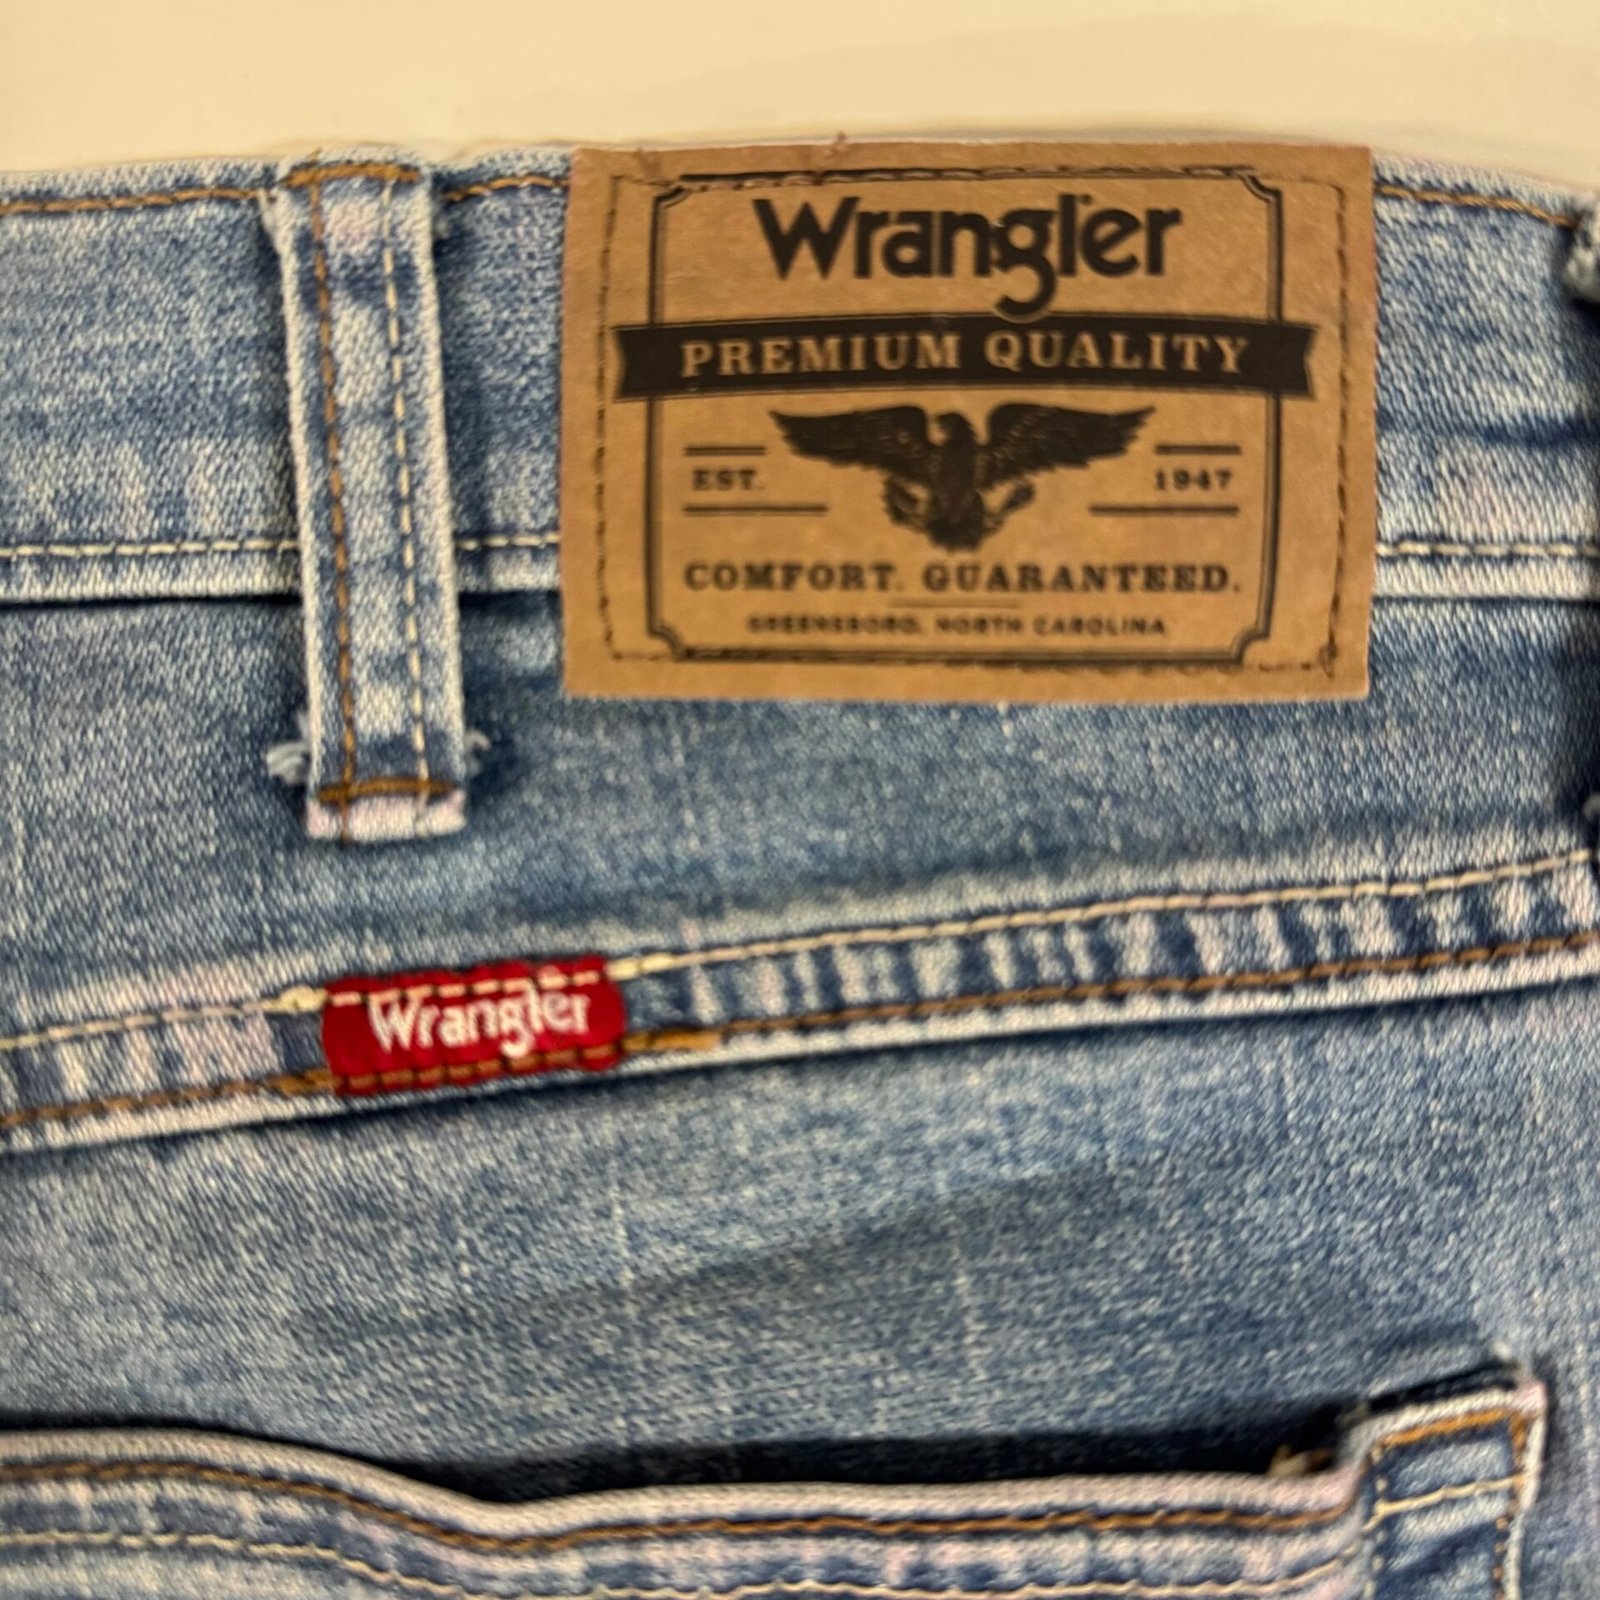 Wrangler
PREMIUM QUALITY
EST. 1947
COMFORT. GUARANTEED.
GREENSBORO, NORTH CAROLINA
Wrangler